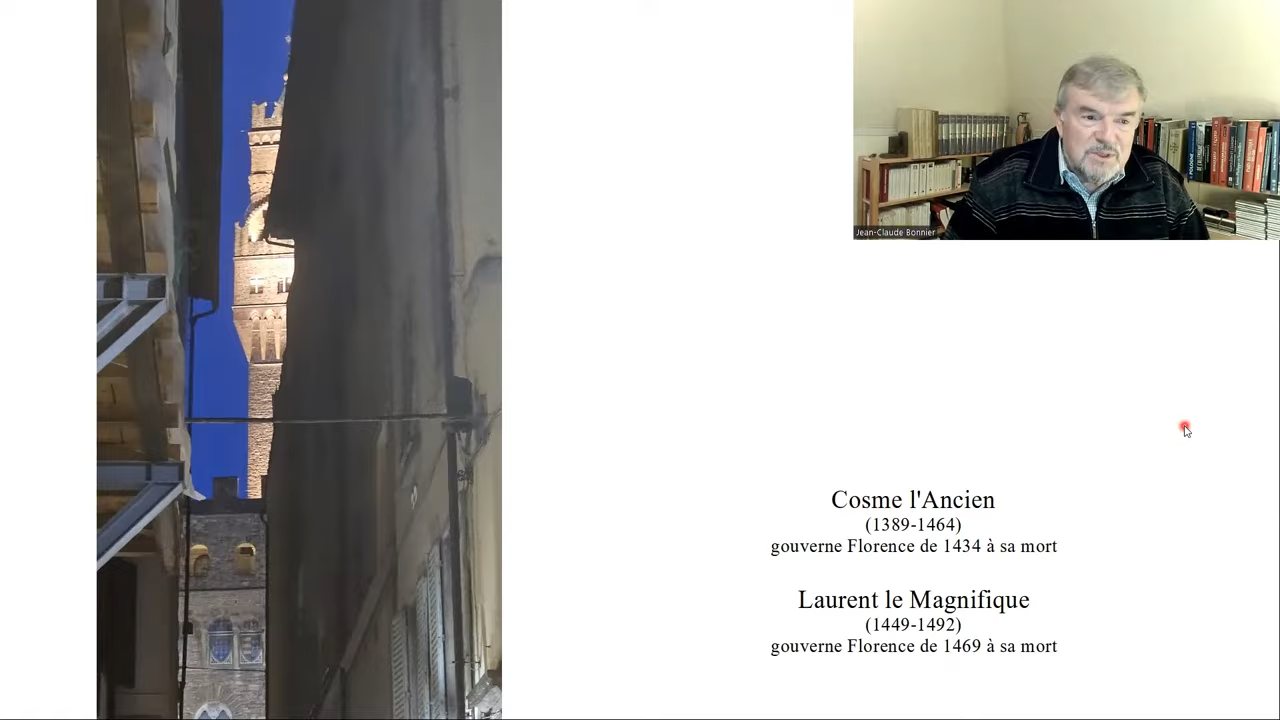 Jean-Claude Bonnier
Cosme l'Ancien
(1389-1464)
gouverne Florence de 1434 à sa mort
Laurent le Magnifique
(1449-1492)
gouverne Florence de 1469 à sa mort